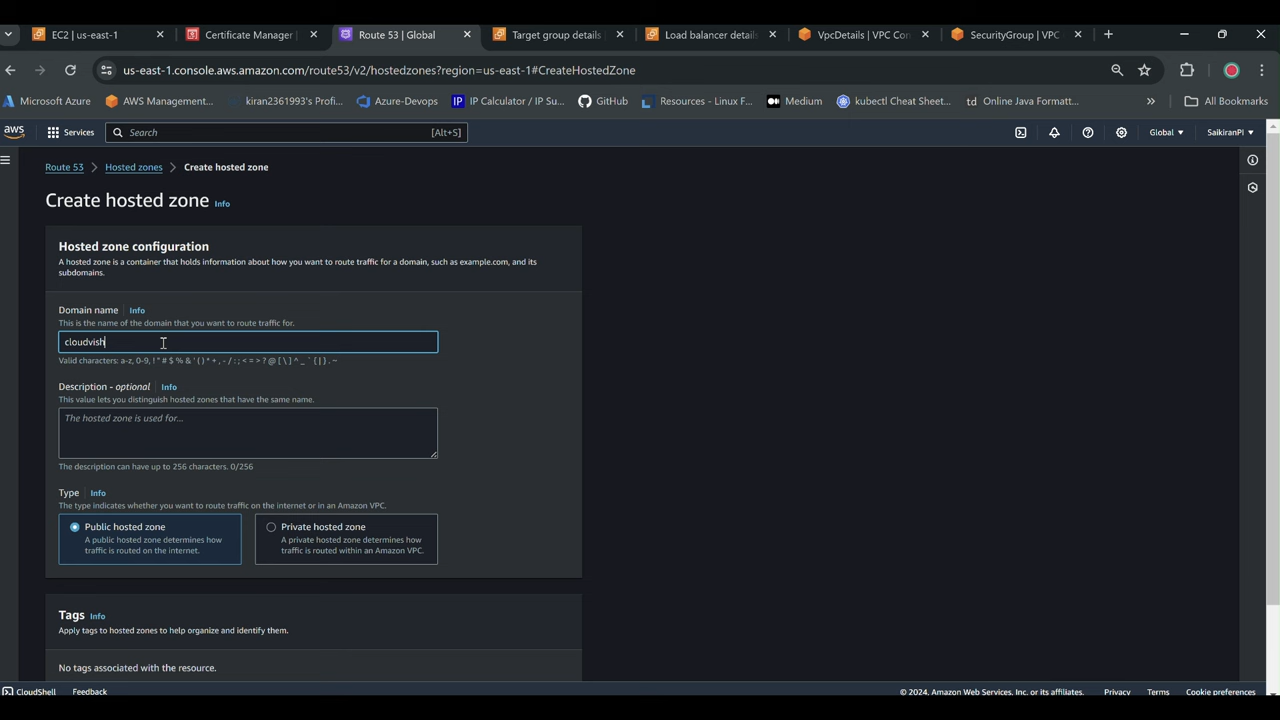 EC2 | us-east-1
Certificate Manager |
Route 53 | Global
Target group details |
Load balancer details
VpcDetails | VPC Con
SecurityGroup | VPC
us-east-1.console.aws.amazon.com/route53/v2/hostedzones?region=us-east-1#CreateHostedZone
Microsoft Azure
AWS Management...
kiran2361993's Profi...
Azure-Devops
IP
IP Calculator / IP Su...
GitHub
Resources - Linux F...
Medium
kubectl Cheat Sheet...
td
Online Java Formatt...
All Bookmarks
aws
Services
Search
[Alt+S]
Global
SaikiranPI
Route 53
Hosted zones
Create hosted zone
Create hosted zone Info
Hosted zone configuration
A hosted zone is a container that holds information about how you want to route traffic for a domain, such as example.com, and its
subdomains.
Domain name | Info
This is the name of the domain that you want to route traffic for.
cloudvish
Valid characters: a-z, 0-9, ! " # $ % & ' ( ) * + , - / : ; < = > ? @ [ \ ] ^ _ ` { | } . ~
Description - optional | Info
This value lets you distinguish hosted zones that have the same name.
The hosted zone is used for...
The description can have up to 256 characters. 0/256
Type | Info
The type indicates whether you want to route traffic on the internet or in an Amazon VPC.
Public hosted zone
A public hosted zone determines how
traffic is routed on the internet.
Private hosted zone
A private hosted zone determines how
traffic is routed within an Amazon VPC.
Tags Info
Apply tags to hosted zones to help organize and identify them.
No tags associated with the resource.
CloudShell
Feedback
© 2024, Amazon Web Services, Inc. or its affiliates.
Privacy
Terms
Cookie preferences